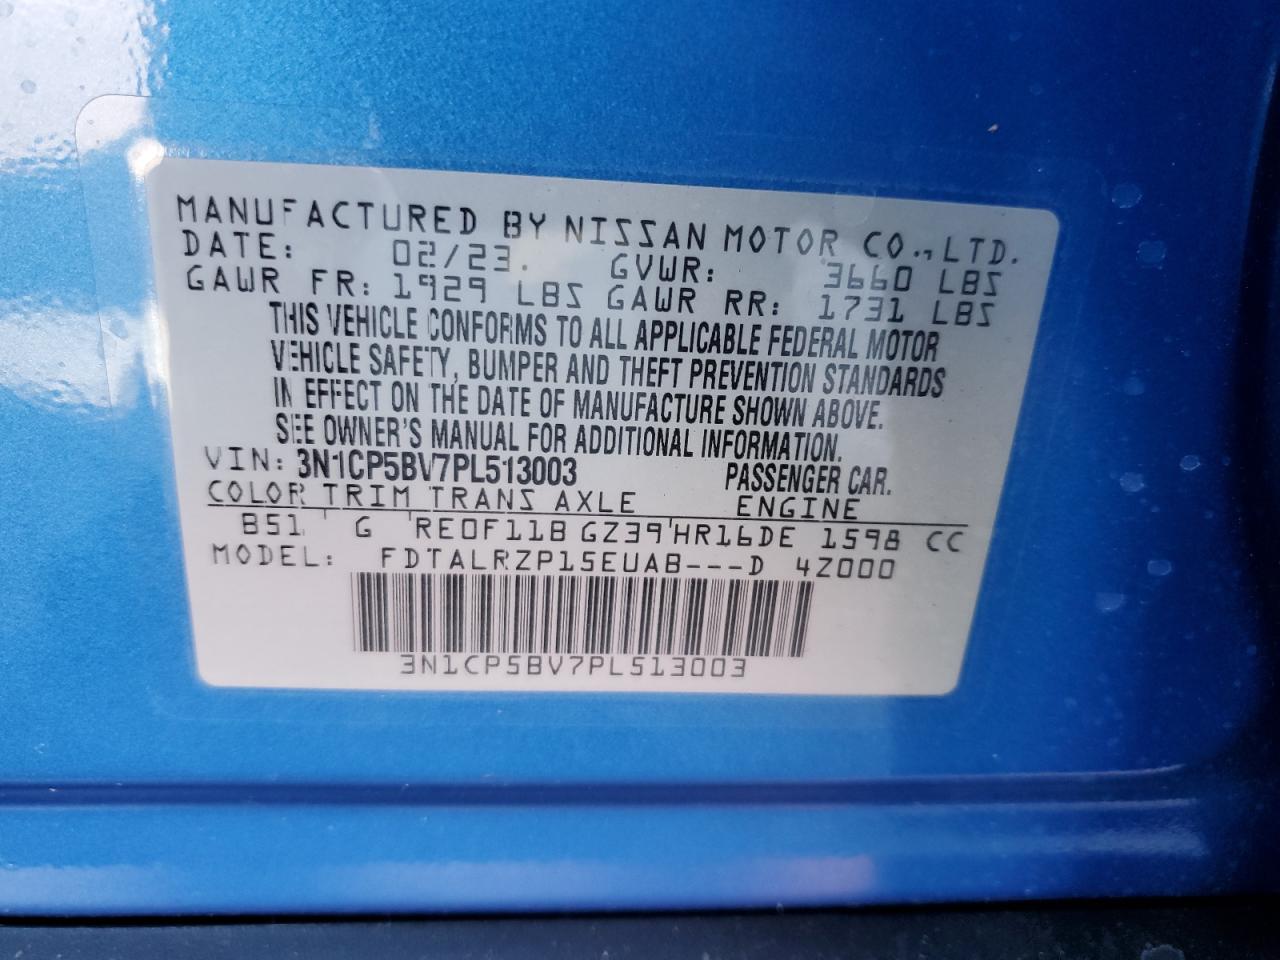 MANUFACTURED BY NISSAN MOTOR CO., LTD.
DATE: 02/23. GVWR: 3660 LBS
GAWR FR: 1929 LBS GAWR RR: 1731 LBS
THIS VEHICLE CONFORMS TO ALL APPLICABLE FEDERAL MOTOR
VEHICLE SAFETY, BUMPER AND THEFT PREVENTION STANDARDS
IN EFFECT ON THE DATE OF MANUFACTURE SHOWN ABOVE.
SEE OWNER'S MANUAL FOR ADDITIONAL INFORMATION.
VIN: 3N1CP5BV7PL513003 PASSENGER CAR.
COLOR TRIM TRANS AXLE ENGINE
B51 G RE0F11B GZ39 HR16DE 1598 CC
MODEL: FDTALRZP15EUAB---D 4Z000
3N1CP5BV7PL513003